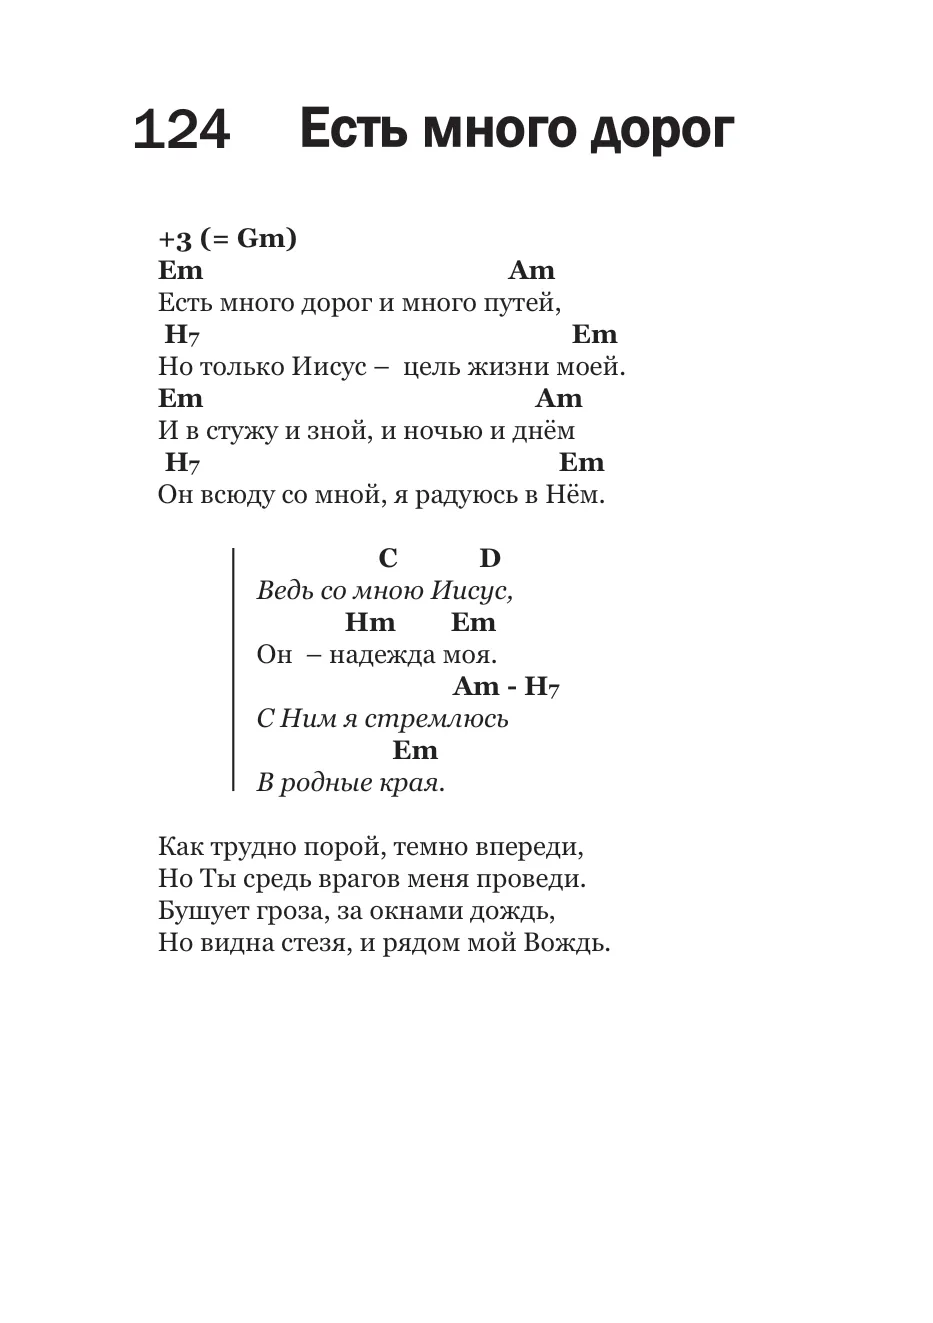 124 Есть много дорог
+3 (= Gm)
Em Am
Есть много дорог и много путей,
H7 Em
Но только Иисус – цель жизни моей.
Em Am
И в стужу и зной, и ночью и днём
H7 Em
Он всюду со мной, я радуюсь в Нём.
C D
Ведь со мною Иисус,
Hm Em
Он – надежда моя.
Am - H7
С Ним я стремлюсь
Em
В родные края.
Как трудно порой, темно впереди,
Но Ты средь врагов меня проведи.
Бушует гроза, за окнами дождь,
Но видна стезя, и рядом мой Вождь.